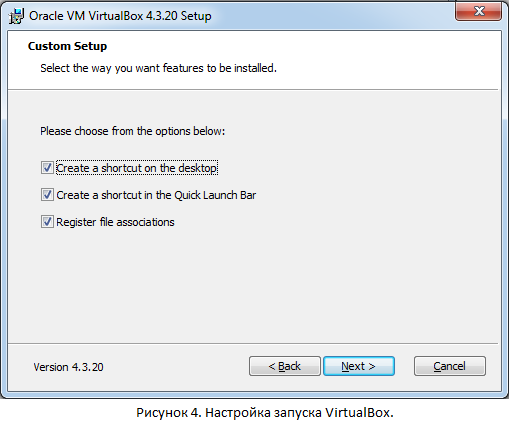 Oracle VM VirtualBox 4.3.20 Setup
Custom Setup
Select the way you want features to be installed.
Please choose from the options below:
Create a shortcut on the desktop
Create a shortcut in the Quick Launch Bar
Register file associations
Version 4.3.20
< Back
Next >
Cancel
Рисунок 4. Настройка запуска VirtualBox.